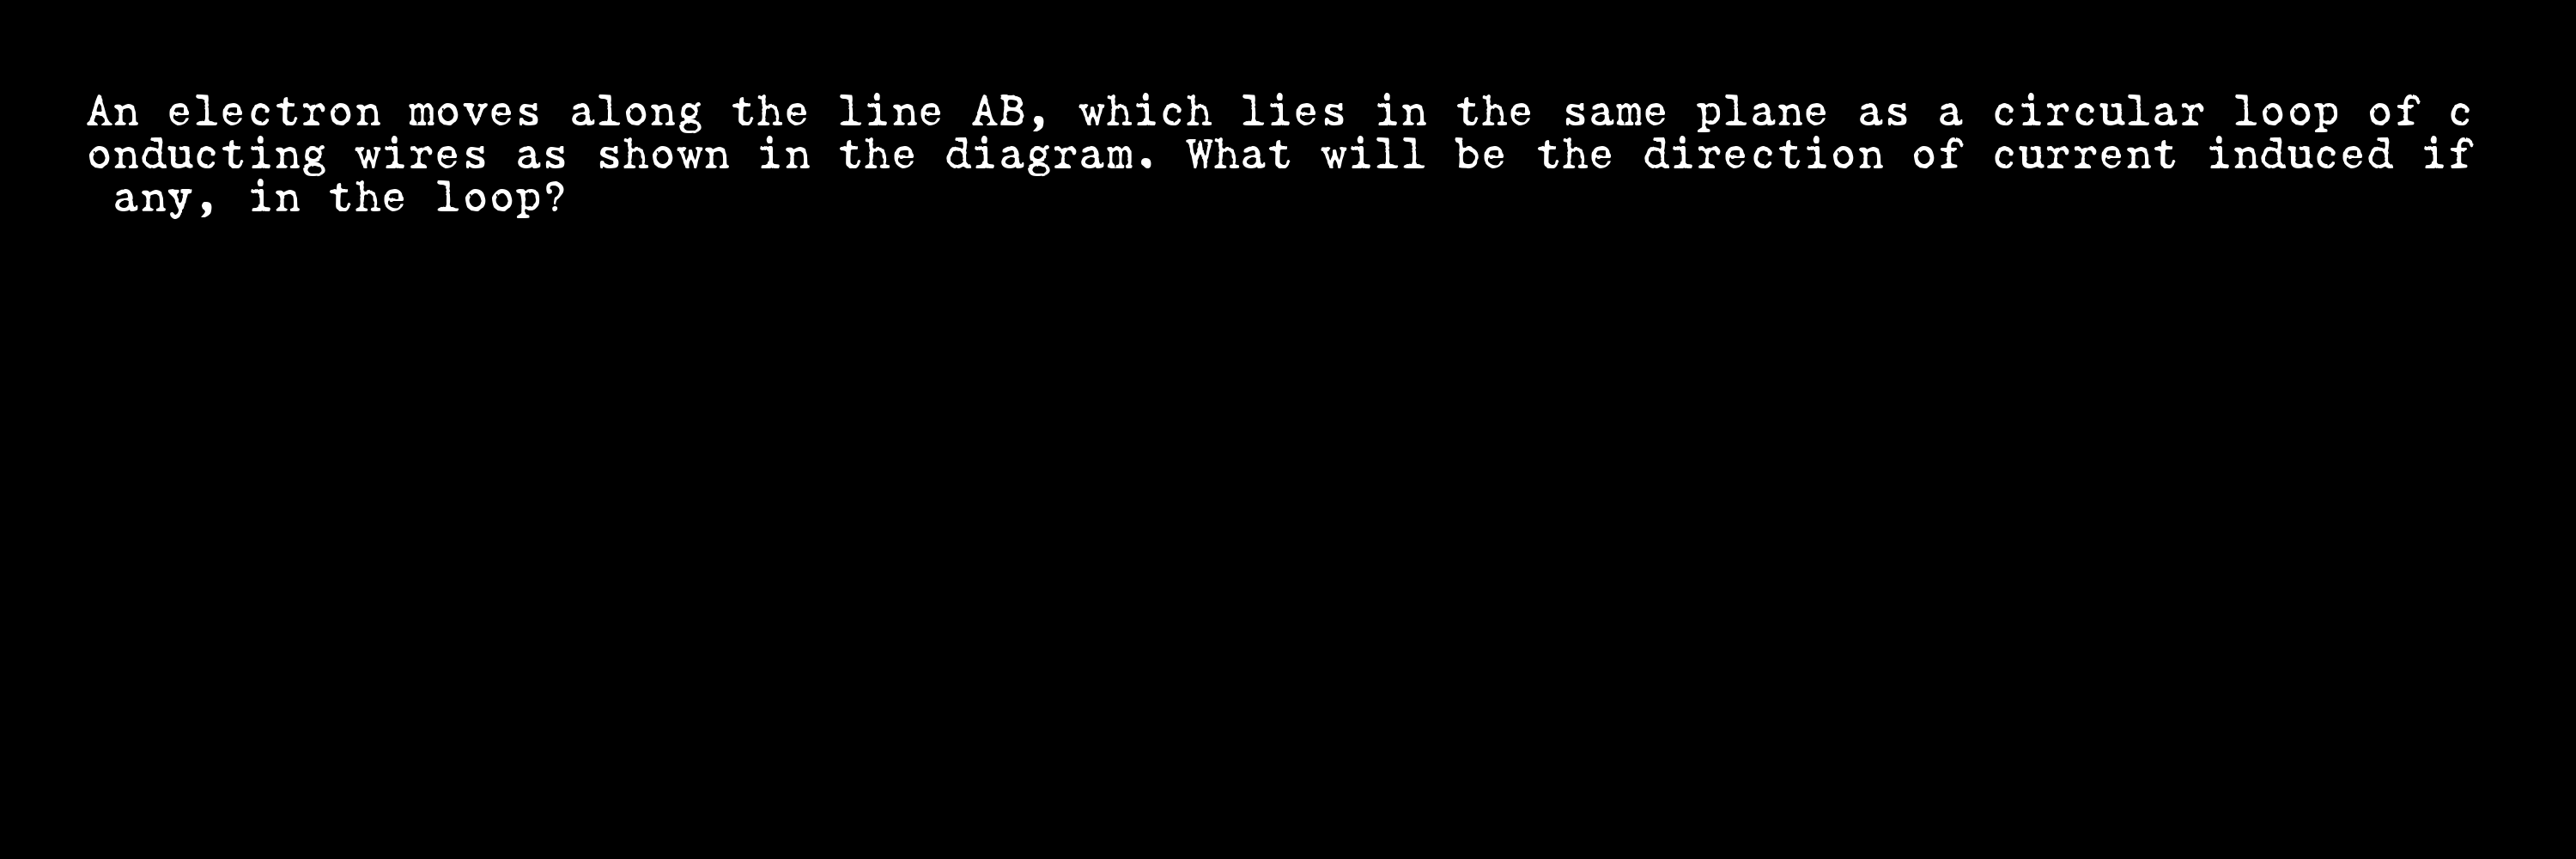 An electron moves along the line AB, which lies in the same plane as a circular loop of c
onducting wires as shown in the diagram. What will be the direction of current induced if
 any, in the loop?